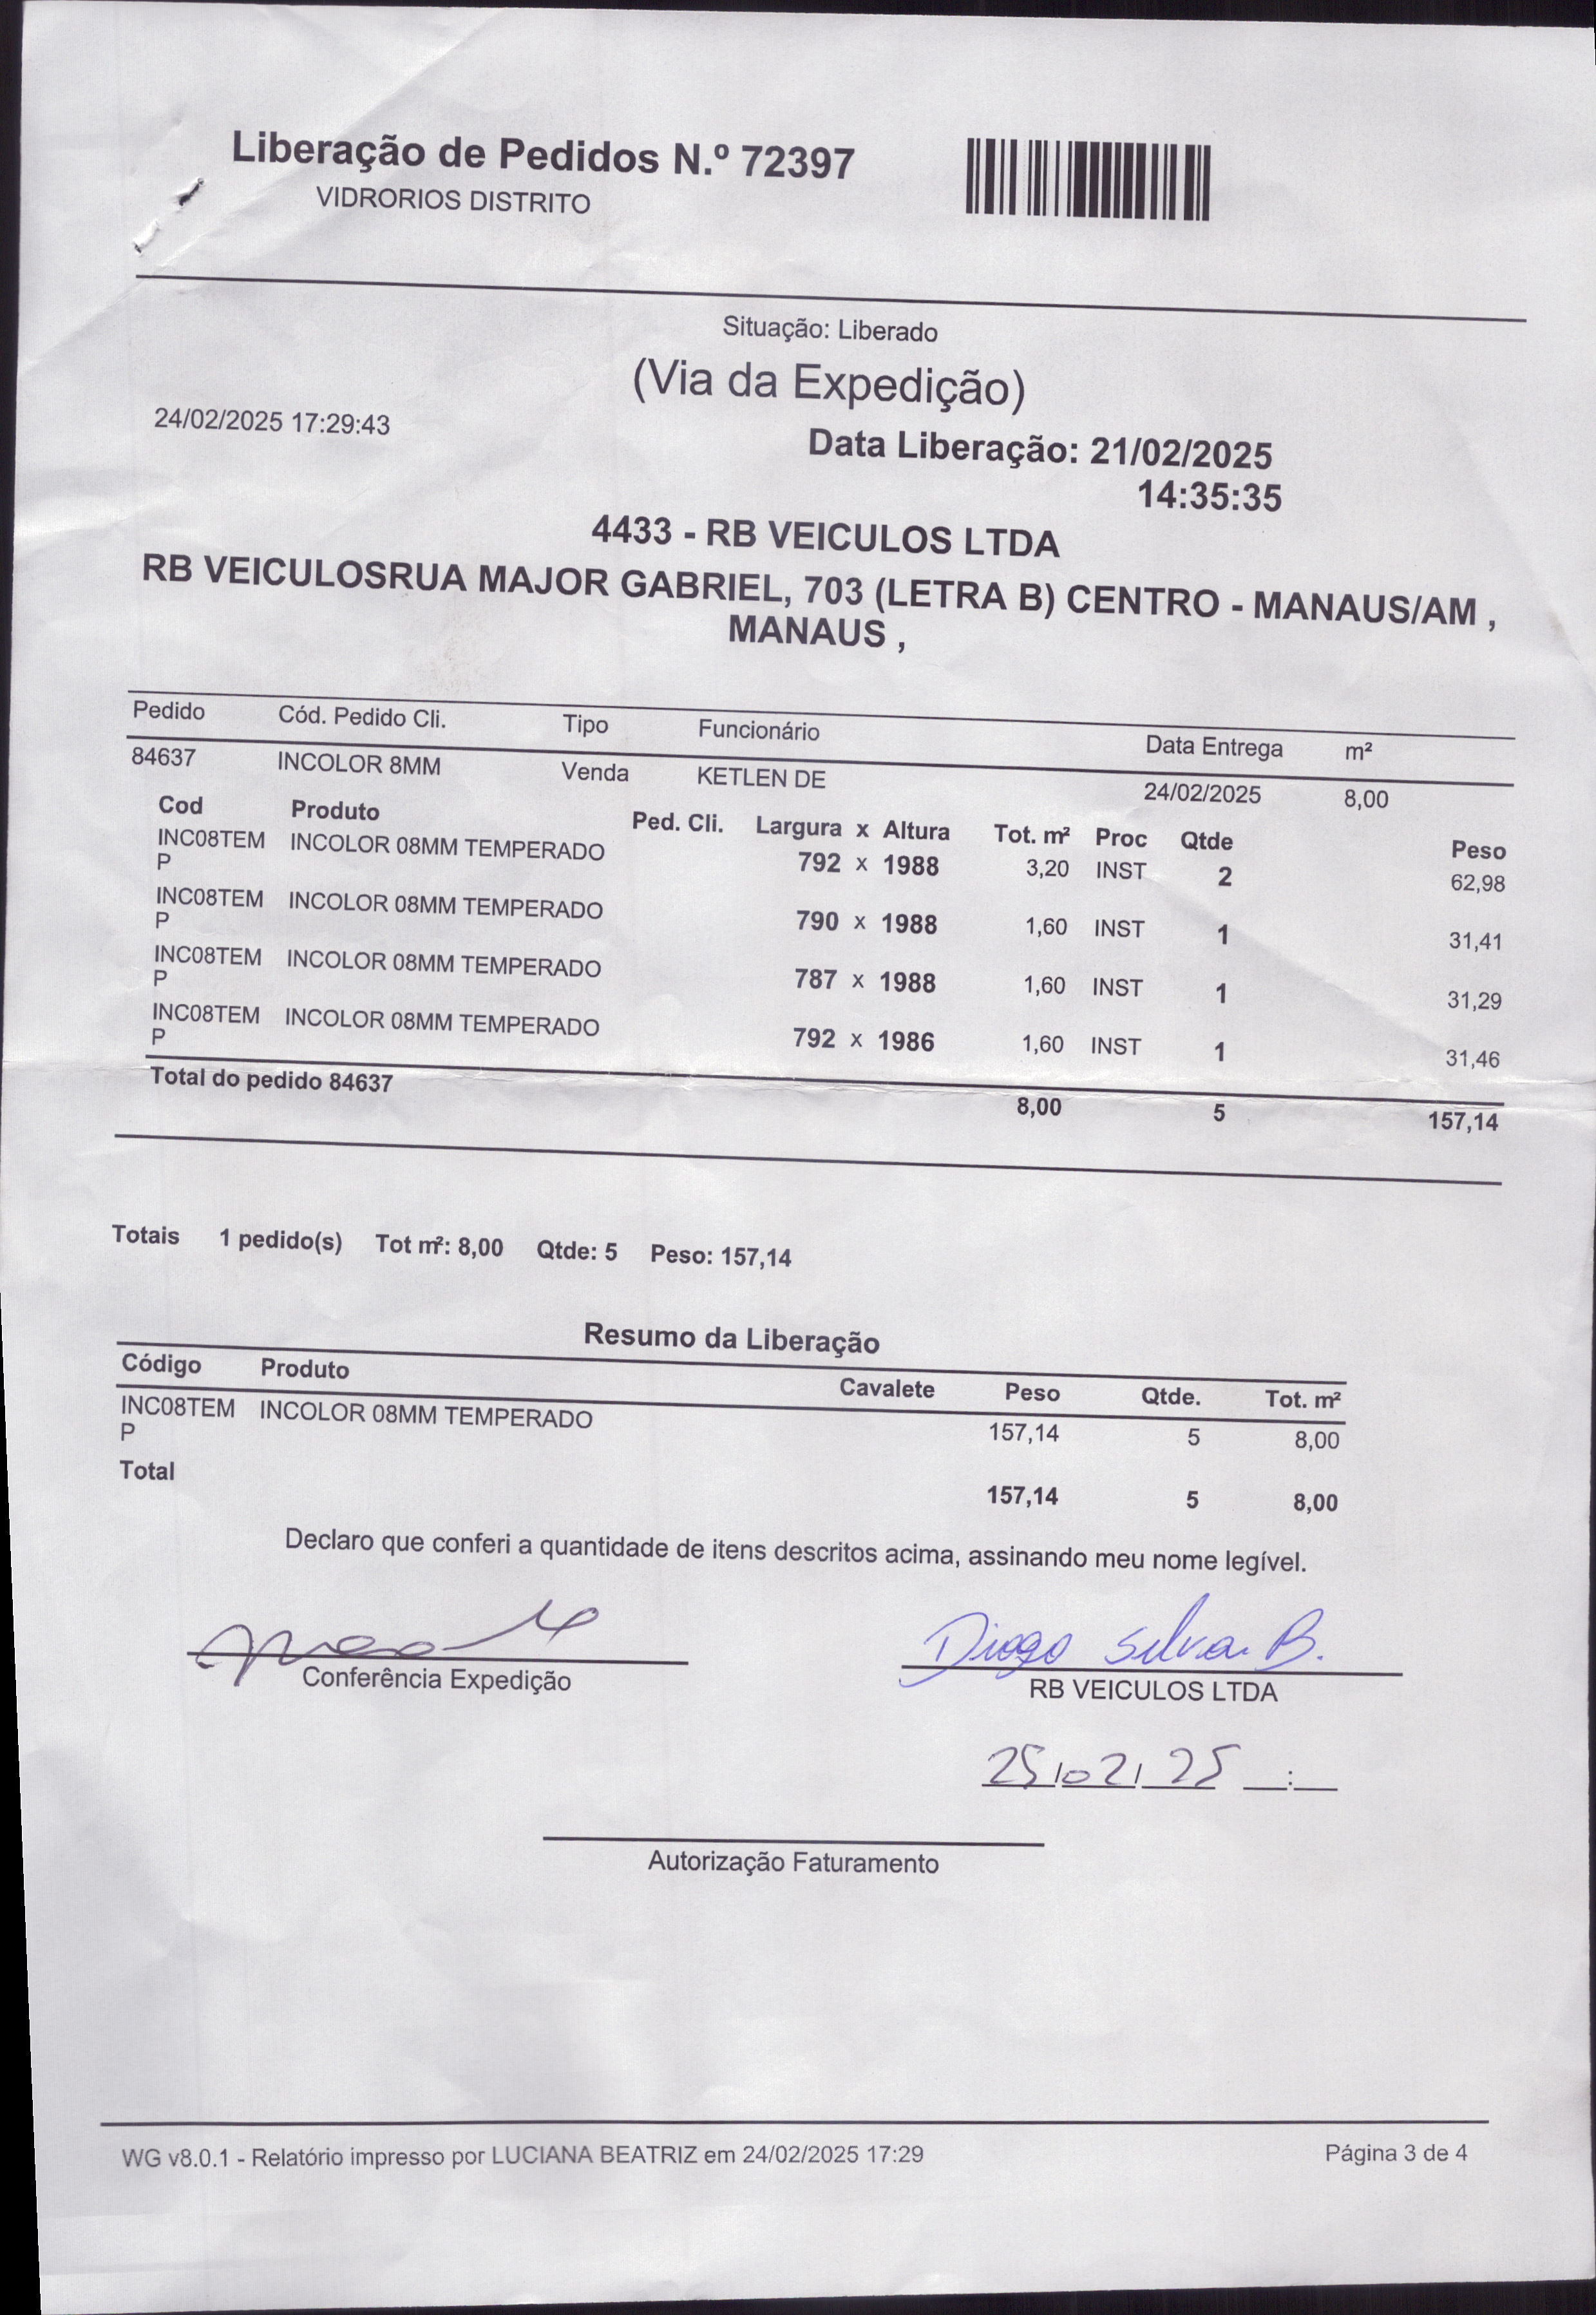 Liberação de Pedidos N.º 72397
VIDRORIOS DISTRITO
Situação: Liberado
(Via da Expedição)
24/02/2025 17:29:43
Data Liberação: 21/02/2025
14:35:35
4433 - RB VEICULOS LTDA
RB VEICULOSRUA MAJOR GABRIEL, 703 (LETRA B) CENTRO - MANAUS/AM ,
MANAUS ,
Pedido Cód. Pedido Cli. Tipo Funcionário Data Entrega m²
84637 INCOLOR 8MM Venda KETLEN DE 24/02/2025 8,00
Cod Produto Ped. Cli. Largura x Altura Tot. m² Proc Qtde Peso
INC08TEM INCOLOR 08MM TEMPERADO 792 x 1988 3,20 INST 2 62,98
P
INC08TEM INCOLOR 08MM TEMPERADO 790 x 1988 1,60 INST 1 31,41
P
INC08TEM INCOLOR 08MM TEMPERADO 787 x 1988 1,60 INST 1 31,29
P
INC08TEM INCOLOR 08MM TEMPERADO 792 x 1986 1,60 INST 1 31,46
P
Total do pedido 84637 8,00 5 157,14
Totais 1 pedido(s) Tot m²: 8,00 Qtde: 5 Peso: 157,14
Resumo da Liberação
Código Produto Cavalete Peso Qtde. Tot. m²
INC08TEM INCOLOR 08MM TEMPERADO 157,14 5 8,00
P
Total 157,14 5 8,00
Declaro que conferi a quantidade de itens descritos acima, assinando meu nome legível.
Diogo Silva B.
Conferência Expedição RB VEICULOS LTDA
25/02/25 __:__
Autorização Faturamento
WG v8.0.1 - Relatório impresso por LUCIANA BEATRIZ em 24/02/2025 17:29 Página 3 de 4